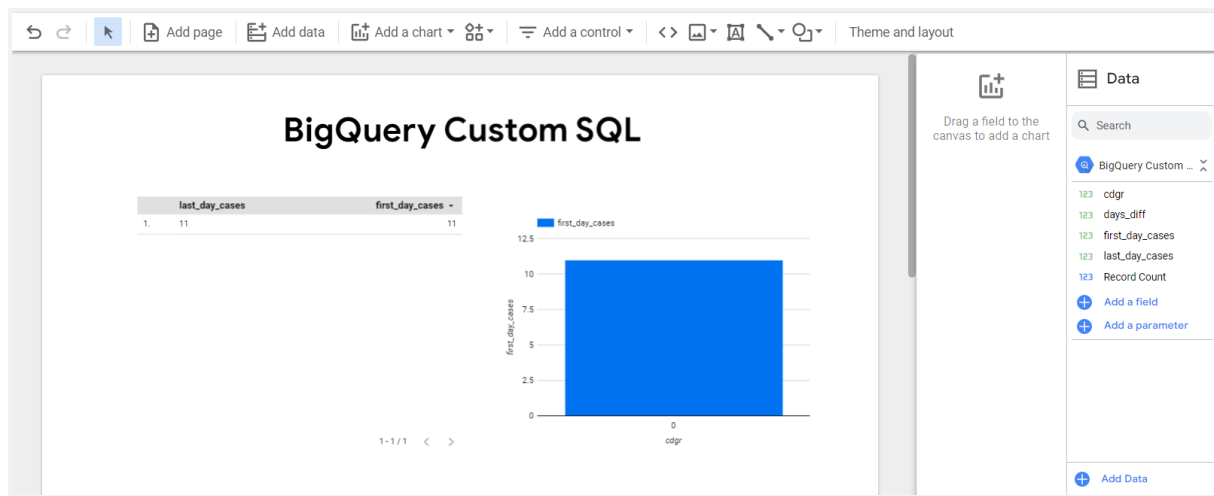 Add page
Add data
Add a chart
Add a control
Theme and layout
BigQuery Custom SQL
last_day_cases first_day_cases
1. 11 11
1-1/1
first_day_cases
12.5
10
7.5
5
2.5
0
first_day_cases
0
cdgr
Drag a field to the
canvas to add a chart
Data
Search
BigQuery Custom ...
123 cdgr
123 days_diff
123 first_day_cases
123 last_day_cases
123 Record Count
Add a field
Add a parameter
Add Data